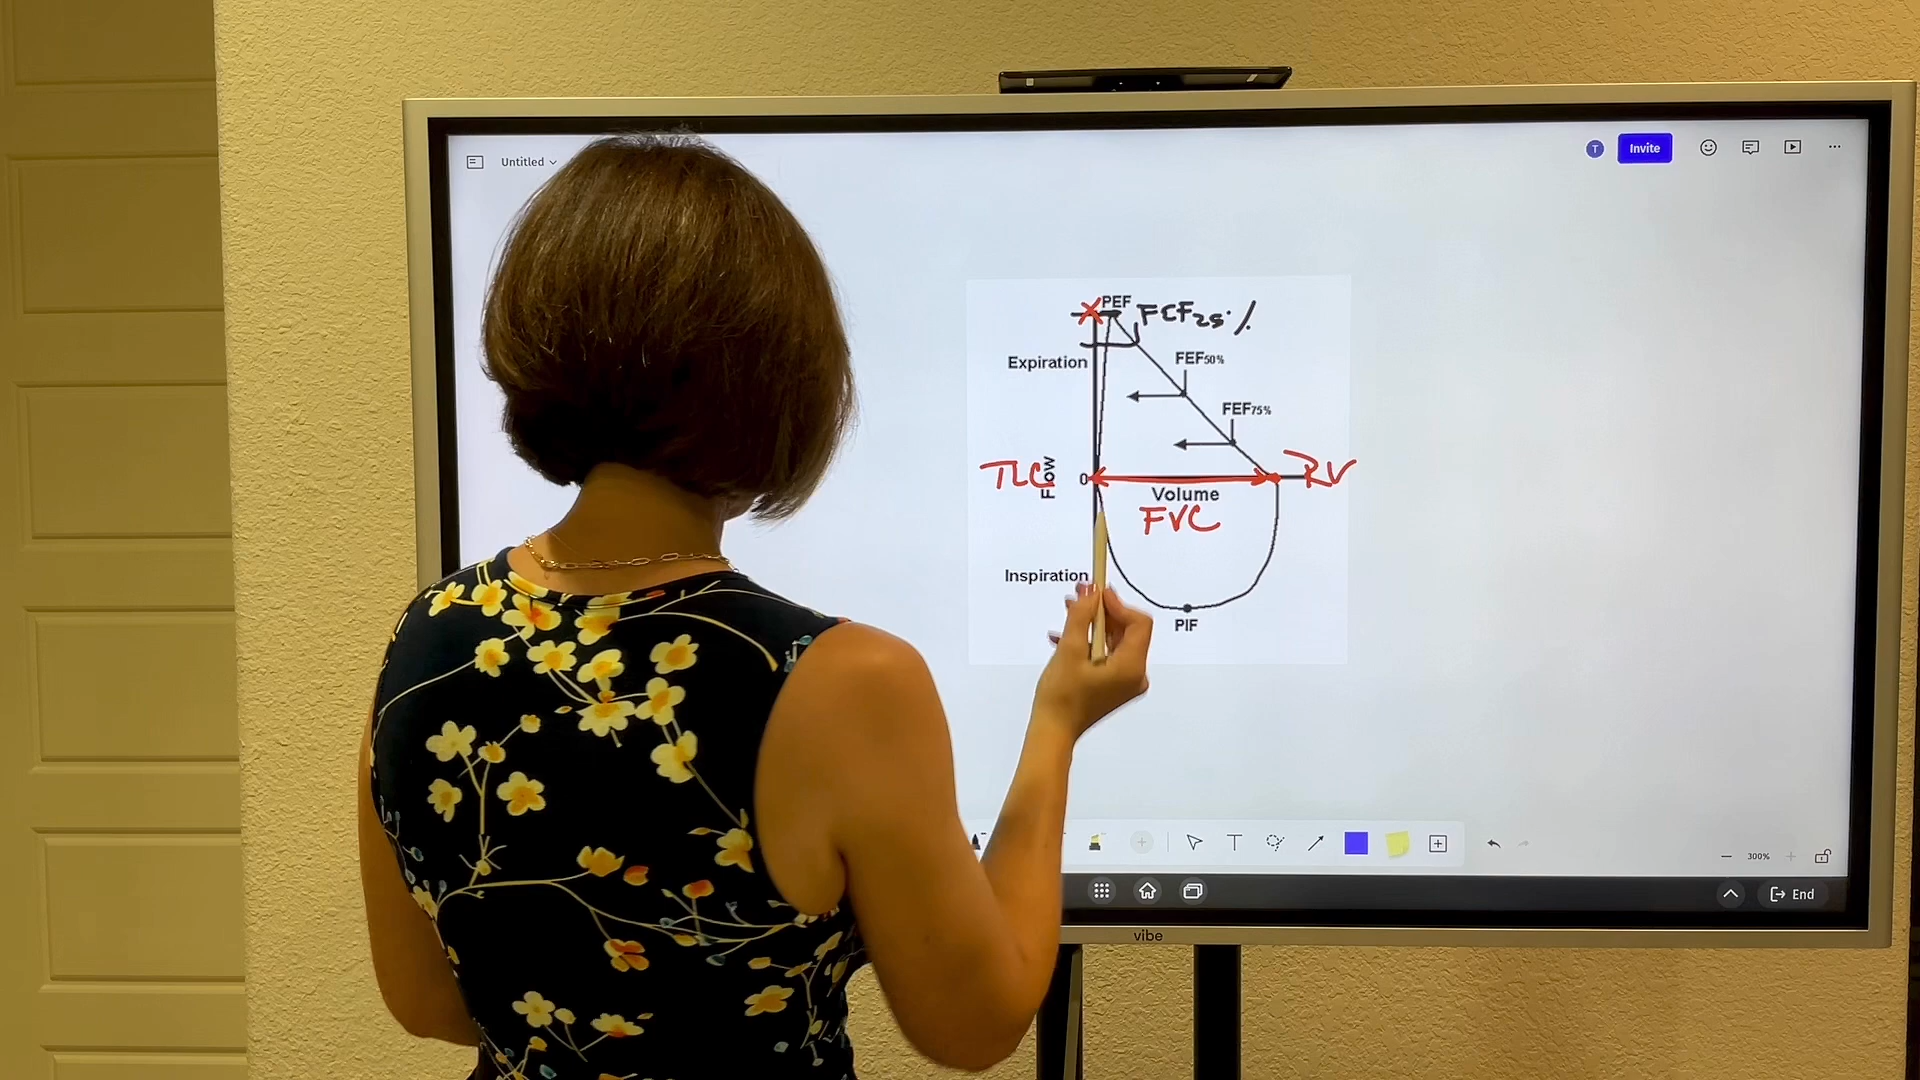 Untitled
T
Invite
PEF
FCF25%
Expiration
FEF50%
FEF75%
TLC
Flow
0
RV
Volume
FVC
Inspiration
PIF
300%
End
vibe